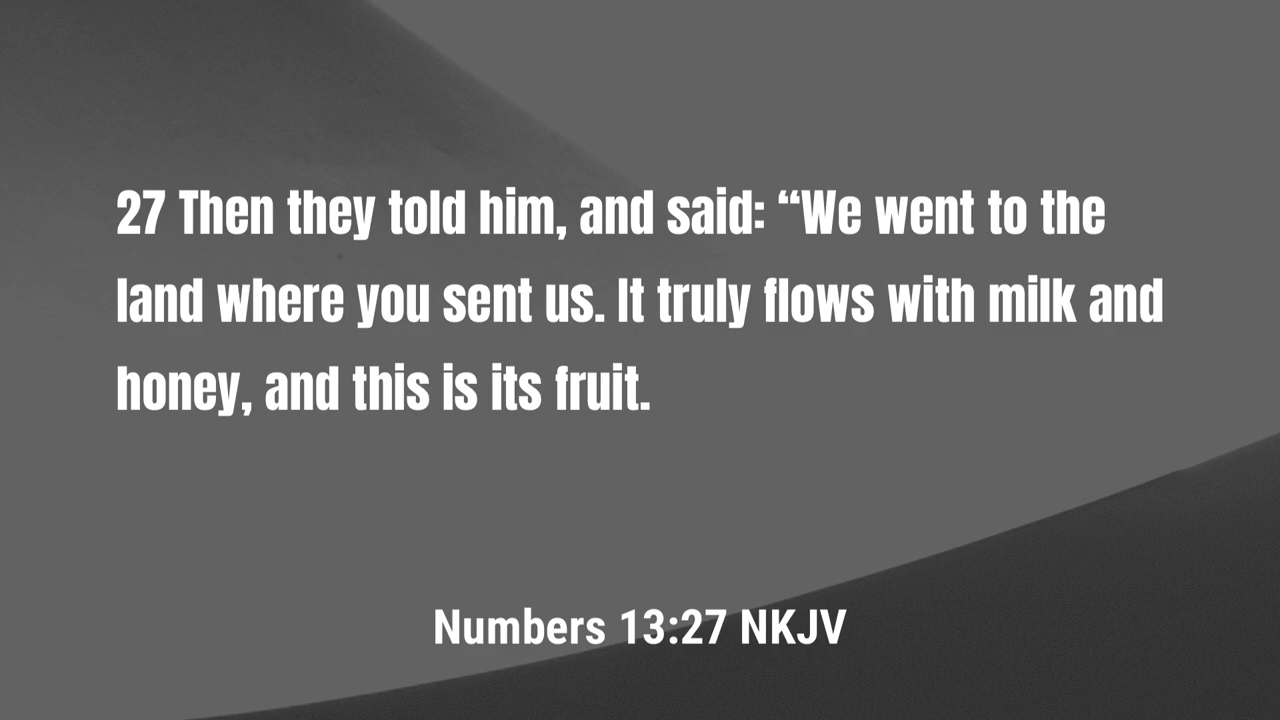 27 Then they told him, and said: “We went to the
land where you sent us. It truly flows with milk and
honey, and this is its fruit.
Numbers 13:27 NKJV